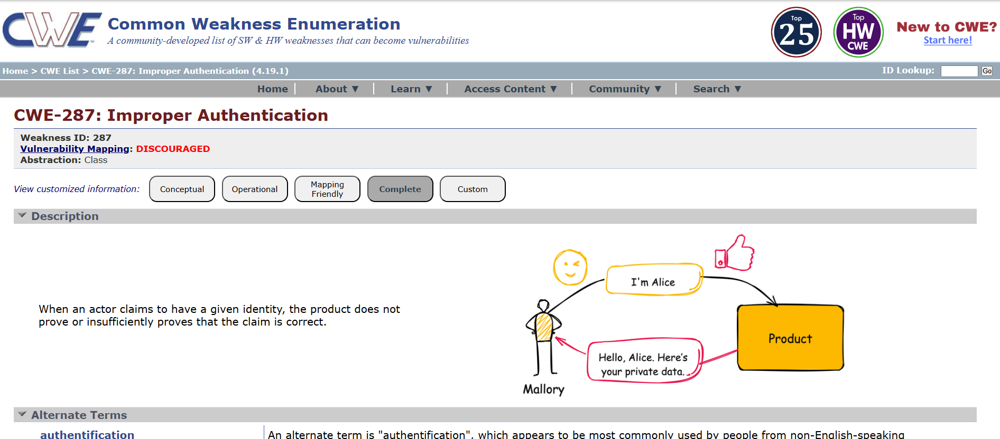 CWE
Common Weakness Enumeration
A community-developed list of SW & HW weaknesses that can become vulnerabilities
Top
25
Top
HW
CWE
New to CWE?
Start here!
Home > CWE List > CWE-287: Improper Authentication (4.19.1)
ID Lookup:
Go
Home
About ▼
Learn ▼
Access Content ▼
Community ▼
Search ▼
CWE-287: Improper Authentication
Weakness ID: 287
Vulnerability Mapping: DISCOURAGED
Abstraction: Class
View customized information:
Conceptual
Operational
Mapping
Friendly
Complete
Custom
Description
When an actor claims to have a given identity, the product does not
prove or insufficiently proves that the claim is correct.
I'm Alice
Product
Hello, Alice. Here's
your private data.
Mallory
Alternate Terms
authentification
An alternate term is "authentification", which appears to be most commonly used by people from non-English-speaking